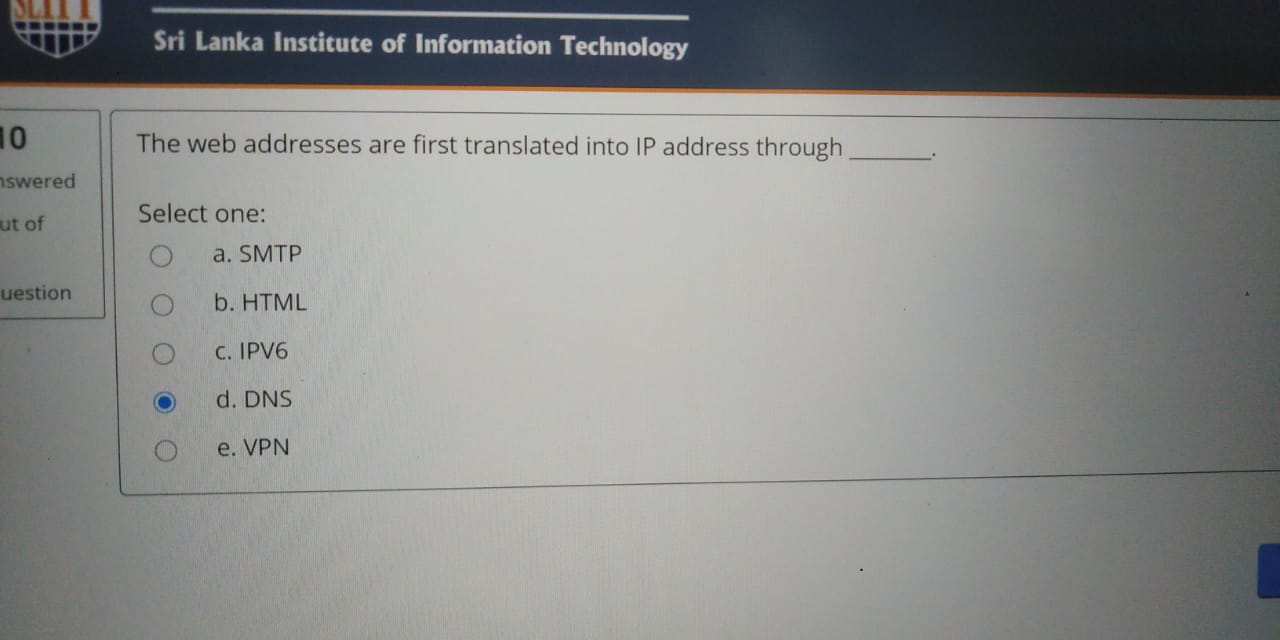 SLIIT
Sri Lanka Institute of Information Technology
10
The web addresses are first translated into IP address through ______.
nswered
ut of
uestion
Select one:
a. SMTP
b. HTML
c. IPV6
d. DNS
e. VPN